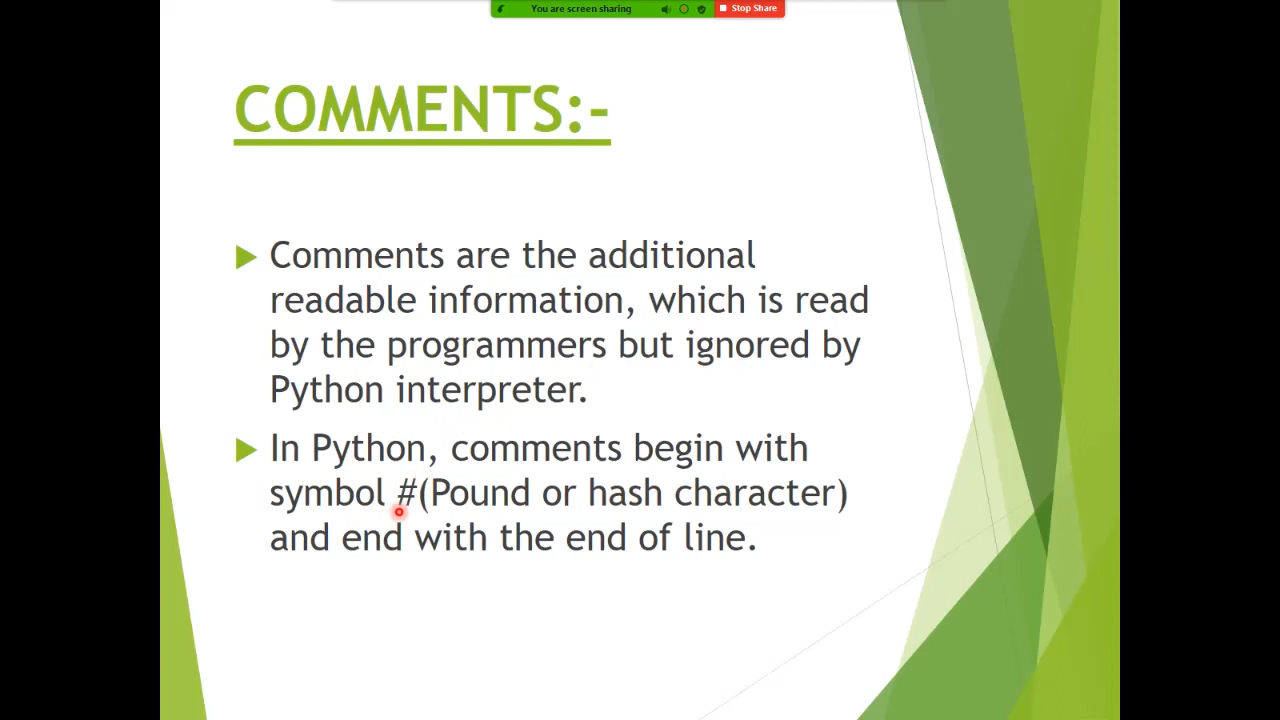 You are screen sharing
Stop Share
COMMENTS:-
Comments are the additional
readable information, which is read
by the programmers but ignored by
Python interpreter.
In Python, comments begin with
symbol #(Pound or hash character)
and end with the end of line.